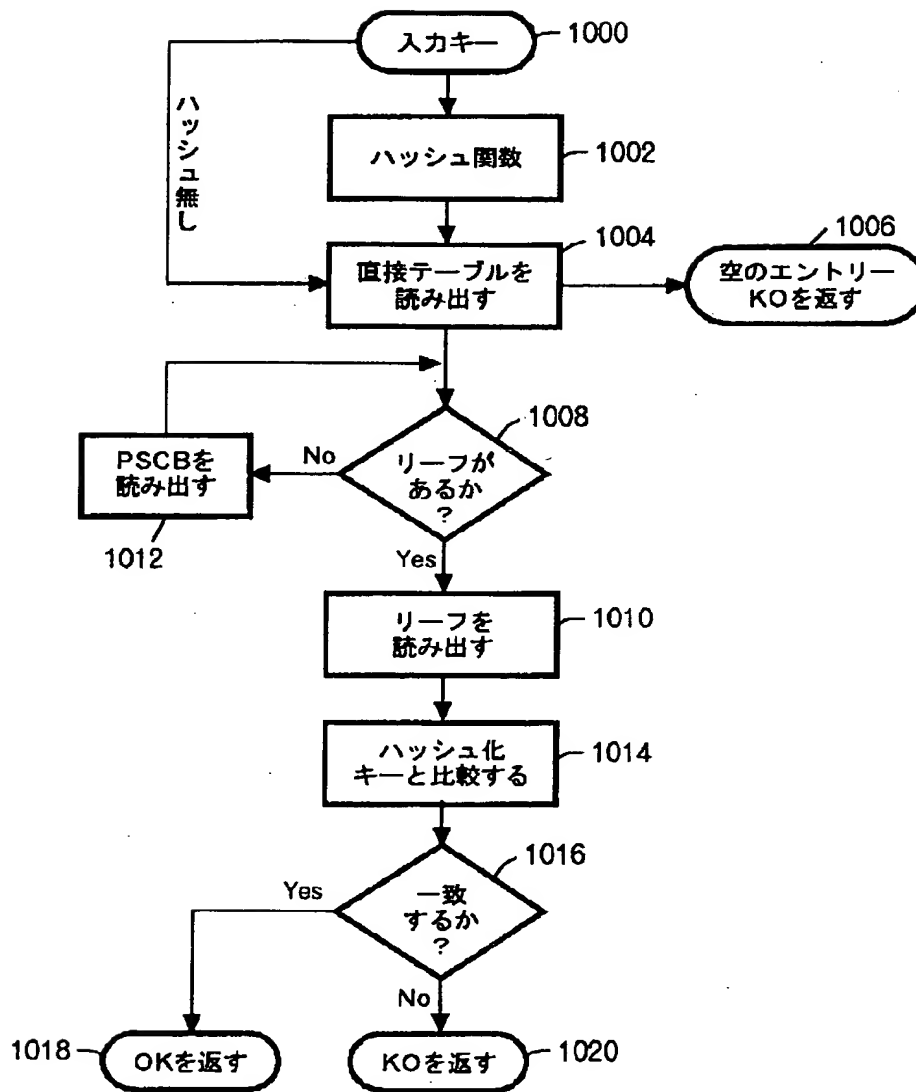 入力キー
1000
ハッシュ無し
ハッシュ関数
1002
直接テーブルを
読み出す
1004
1006
空のエントリー
KOを返す
1008
リーフが
あるか
?
No
PSCBを
読み出す
1012
Yes
リーフを
読み出す
1010
ハッシュ化
キーと比較する
1014
1016
一致
するか
?
Yes
No
1018
OKを返す
KOを返す
1020